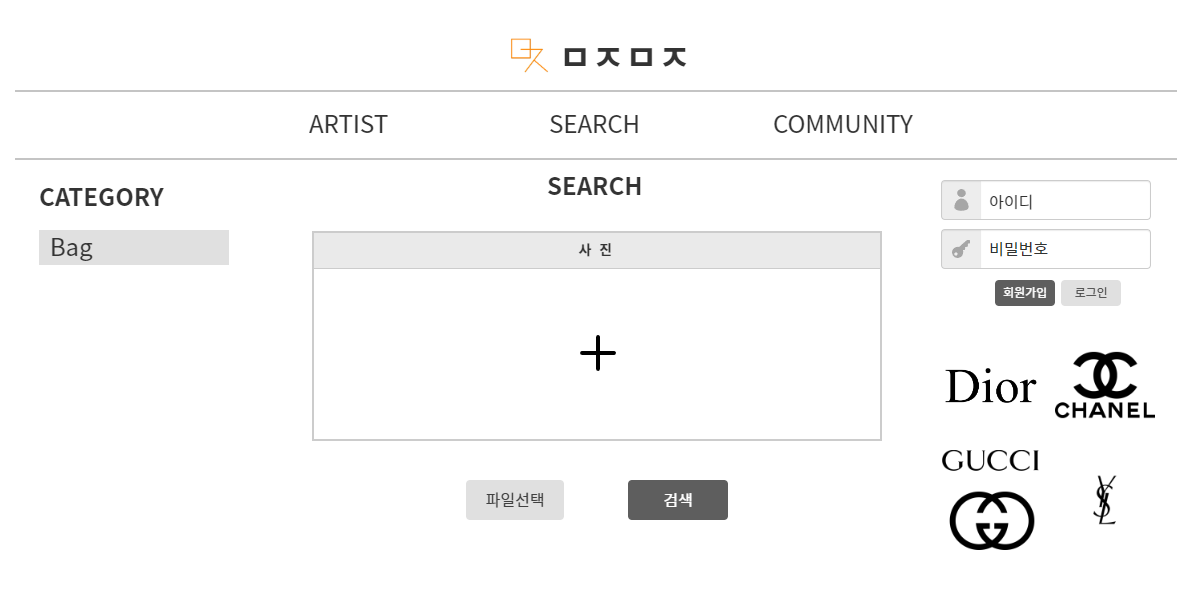 ㅁㅈㅁㅈ
ARTIST SEARCH COMMUNITY
CATEGORY
Bag
SEARCH
사 진
파일선택 검색
아이디
비밀번호
회원가입 로그인
Dior
CHANEL
GUCCI
YSL